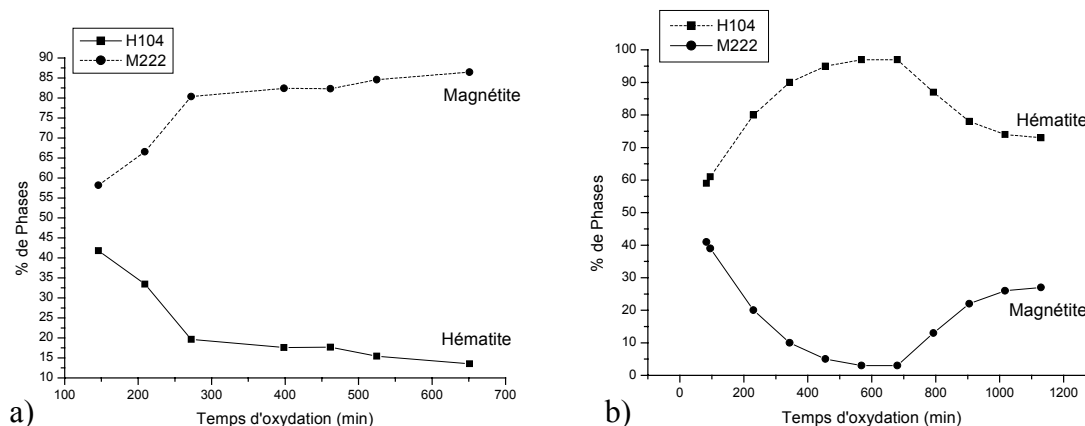 H104
M222
90
85
80
75
70
65
60
55
50
45
40
35
30
25
20
15
10
% de Phases
Magnétite
Hématite
100 200 300 400 500 600 700
Temps d'oxydation (min)
a)
H104
M222
100
90
80
70
60
50
40
30
20
10
0
% de Phases
Hématite
Magnétite
0 200 400 600 800 1000 1200
Temps d'oxydation (min)
b)